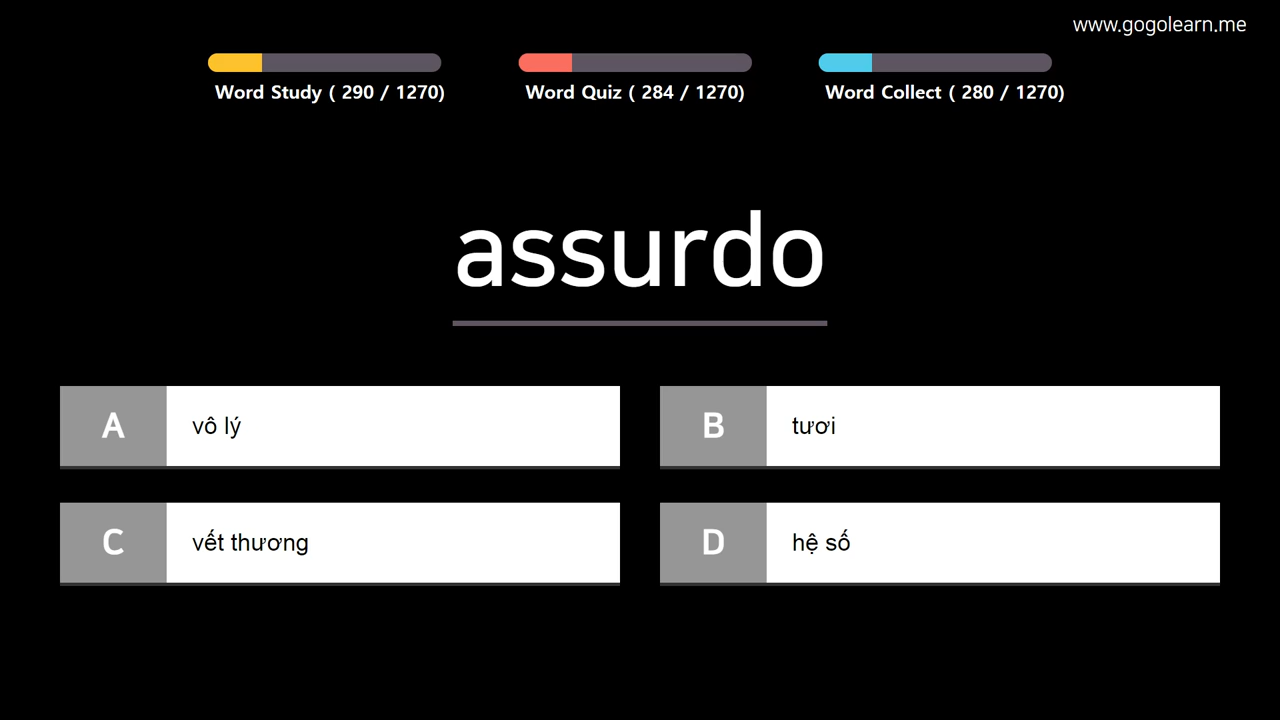 www.gogolearn.me
Word Study ( 290 / 1270)
Word Quiz ( 284 / 1270)
Word Collect ( 280 / 1270)
assurdo
A
vô lý
B
tươi
C
vết thương
D
hệ số